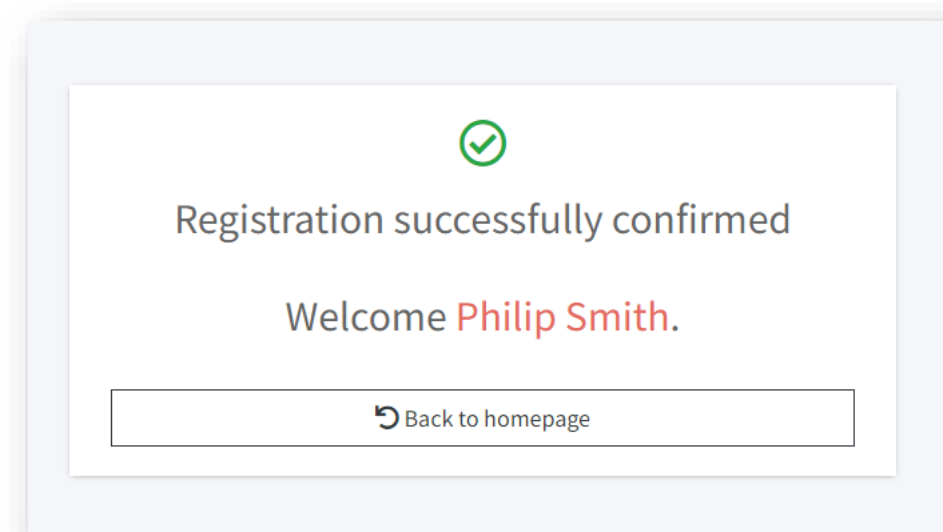 Registration successfully confirmed
Welcome Philip Smith.
Back to homepage